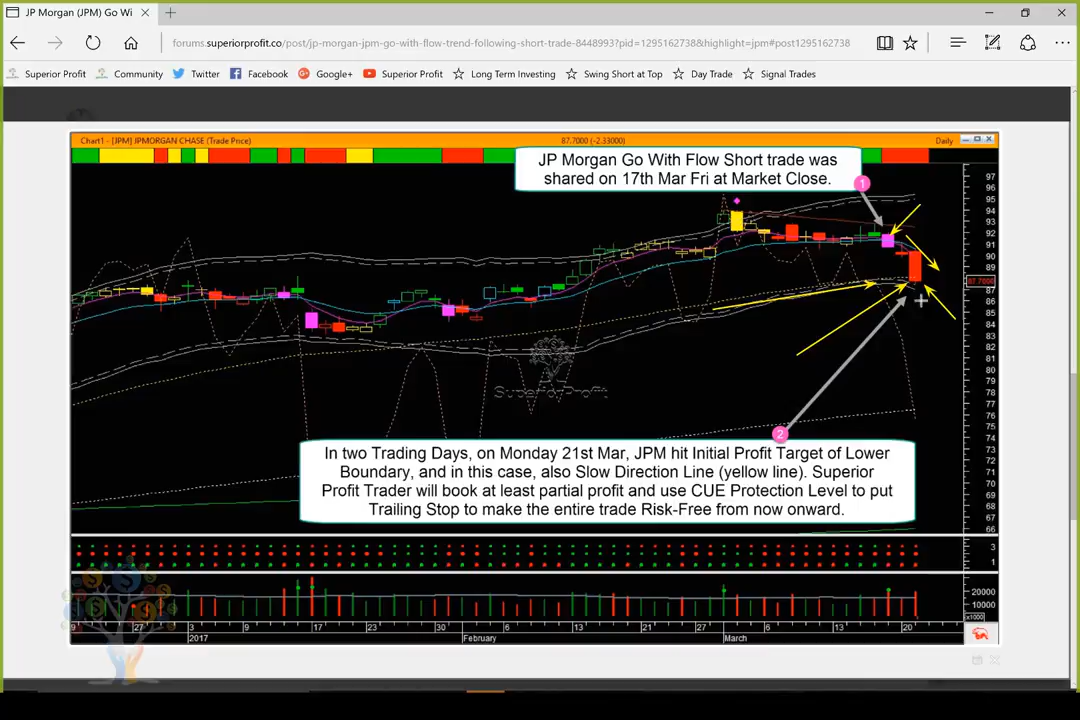 JP Morgan (JPM) Go Wi
forums.superiorprofit.co/post/jp-morgan-jpm-go-with-flow-trend-following-short-trade-8448993?pid=1295162738&highlight=jpm#post1295162738
Superior Profit Community Twitter Facebook Google+ Superior Profit Long Term Investing Swing Short at Top Day Trade Signal Trades
Chart1 - [JPM] JPMORGAN CHASE (Trade Price) 87.7000 (-2.33000) Daily
JP Morgan Go With Flow Short trade was
shared on 17th Mar Fri at Market Close.
1
97
96
95
94
93
92
91
90
89
87.7000
87
86
85
84
83
82
81
80
79
78
77
76
75
74
73
72
71
70
69
68
67
66
SuperiorProfit
2
In two Trading Days, on Monday 21st Mar, JPM hit Initial Profit Target of Lower
Boundary, and in this case, also Slow Direction Line (yellow line). Superior
Profit Trader will book at least partial profit and use CUE Protection Level to put
Trailing Stop to make the entire trade Risk-Free from now onward.
3
1
20000
10000
[x1000]
27 3 9 17 23 30 6 13 21 27 6 13 20
2017 February March